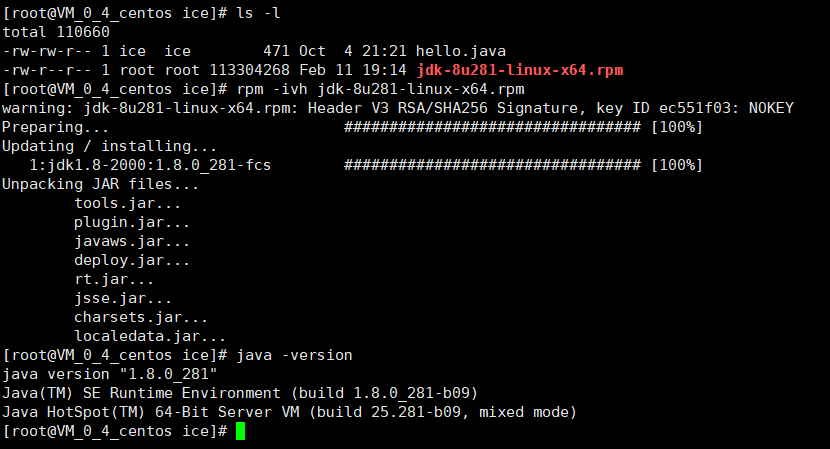 [root@VM_0_4_centos ice]# ls -l
total 110660
-rw-rw-r-- 1 ice  ice        471 Oct  4 21:21 hello.java
-rw-r--r-- 1 root root 113304268 Feb 11 19:14 jdk-8u281-linux-x64.rpm
[root@VM_0_4_centos ice]# rpm -ivh jdk-8u281-linux-x64.rpm
warning: jdk-8u281-linux-x64.rpm: Header V3 RSA/SHA256 Signature, key ID ec551f03: NOKEY
Preparing...                          ################################# [100%]
Updating / installing...
   1:jdk1.8-2000:1.8.0_281-fcs        ################################# [100%]
Unpacking JAR files...
        tools.jar...
        plugin.jar...
        javaws.jar...
        deploy.jar...
        rt.jar...
        jsse.jar...
        charsets.jar...
        localedata.jar...
[root@VM_0_4_centos ice]# java -version
java version "1.8.0_281"
Java(TM) SE Runtime Environment (build 1.8.0_281-b09)
Java HotSpot(TM) 64-Bit Server VM (build 25.281-b09, mixed mode)
[root@VM_0_4_centos ice]#